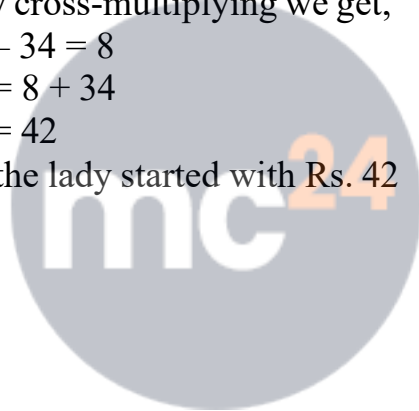 cross-multiplying we get,
– 34 = 8
= 8 + 34
= 42
the lady started with Rs. 42
mc24